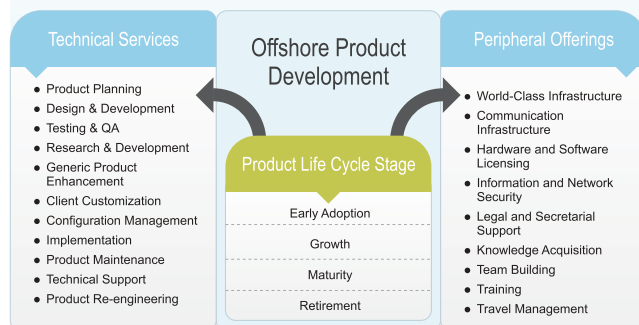 Technical Services
Product Planning
Design & Development
Testing & QA
Research & Development
Generic Product
Enhancement
Client Customization
Configuration Management
Implementation
Product Maintenance
Technical Support
Product Re-engineering
Offshore Product
Development
Product Life Cycle Stage
Early Adoption
Growth
Maturity
Retirement
Peripheral Offerings
World-Class Infrastructure
Communication
Infrastructure
Hardware and Software
Licensing
Information and Network
Security
Legal and Secretarial
Support
Knowledge Acquisition
Team Building
Training
Travel Management